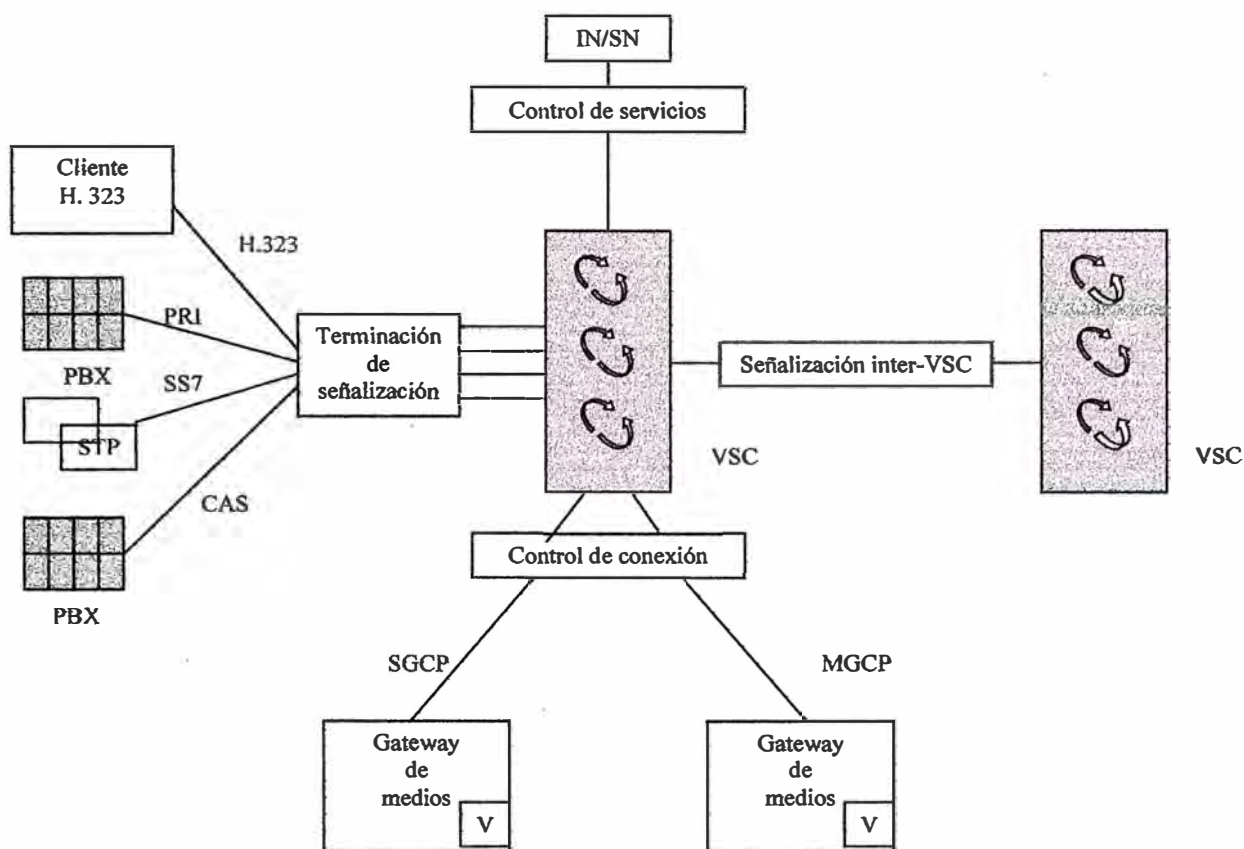 IN/SN
Control de servicios
Cliente
H. 323
H.323
PRI
PBX
SS7
STP
CAS
PBX
Terminación
de
señalización
VSC
Señalización inter-VSC
VSC
Control de conexión
SGCP
MGCP
Gateway
de
medios
V
Gateway
de
medios
V